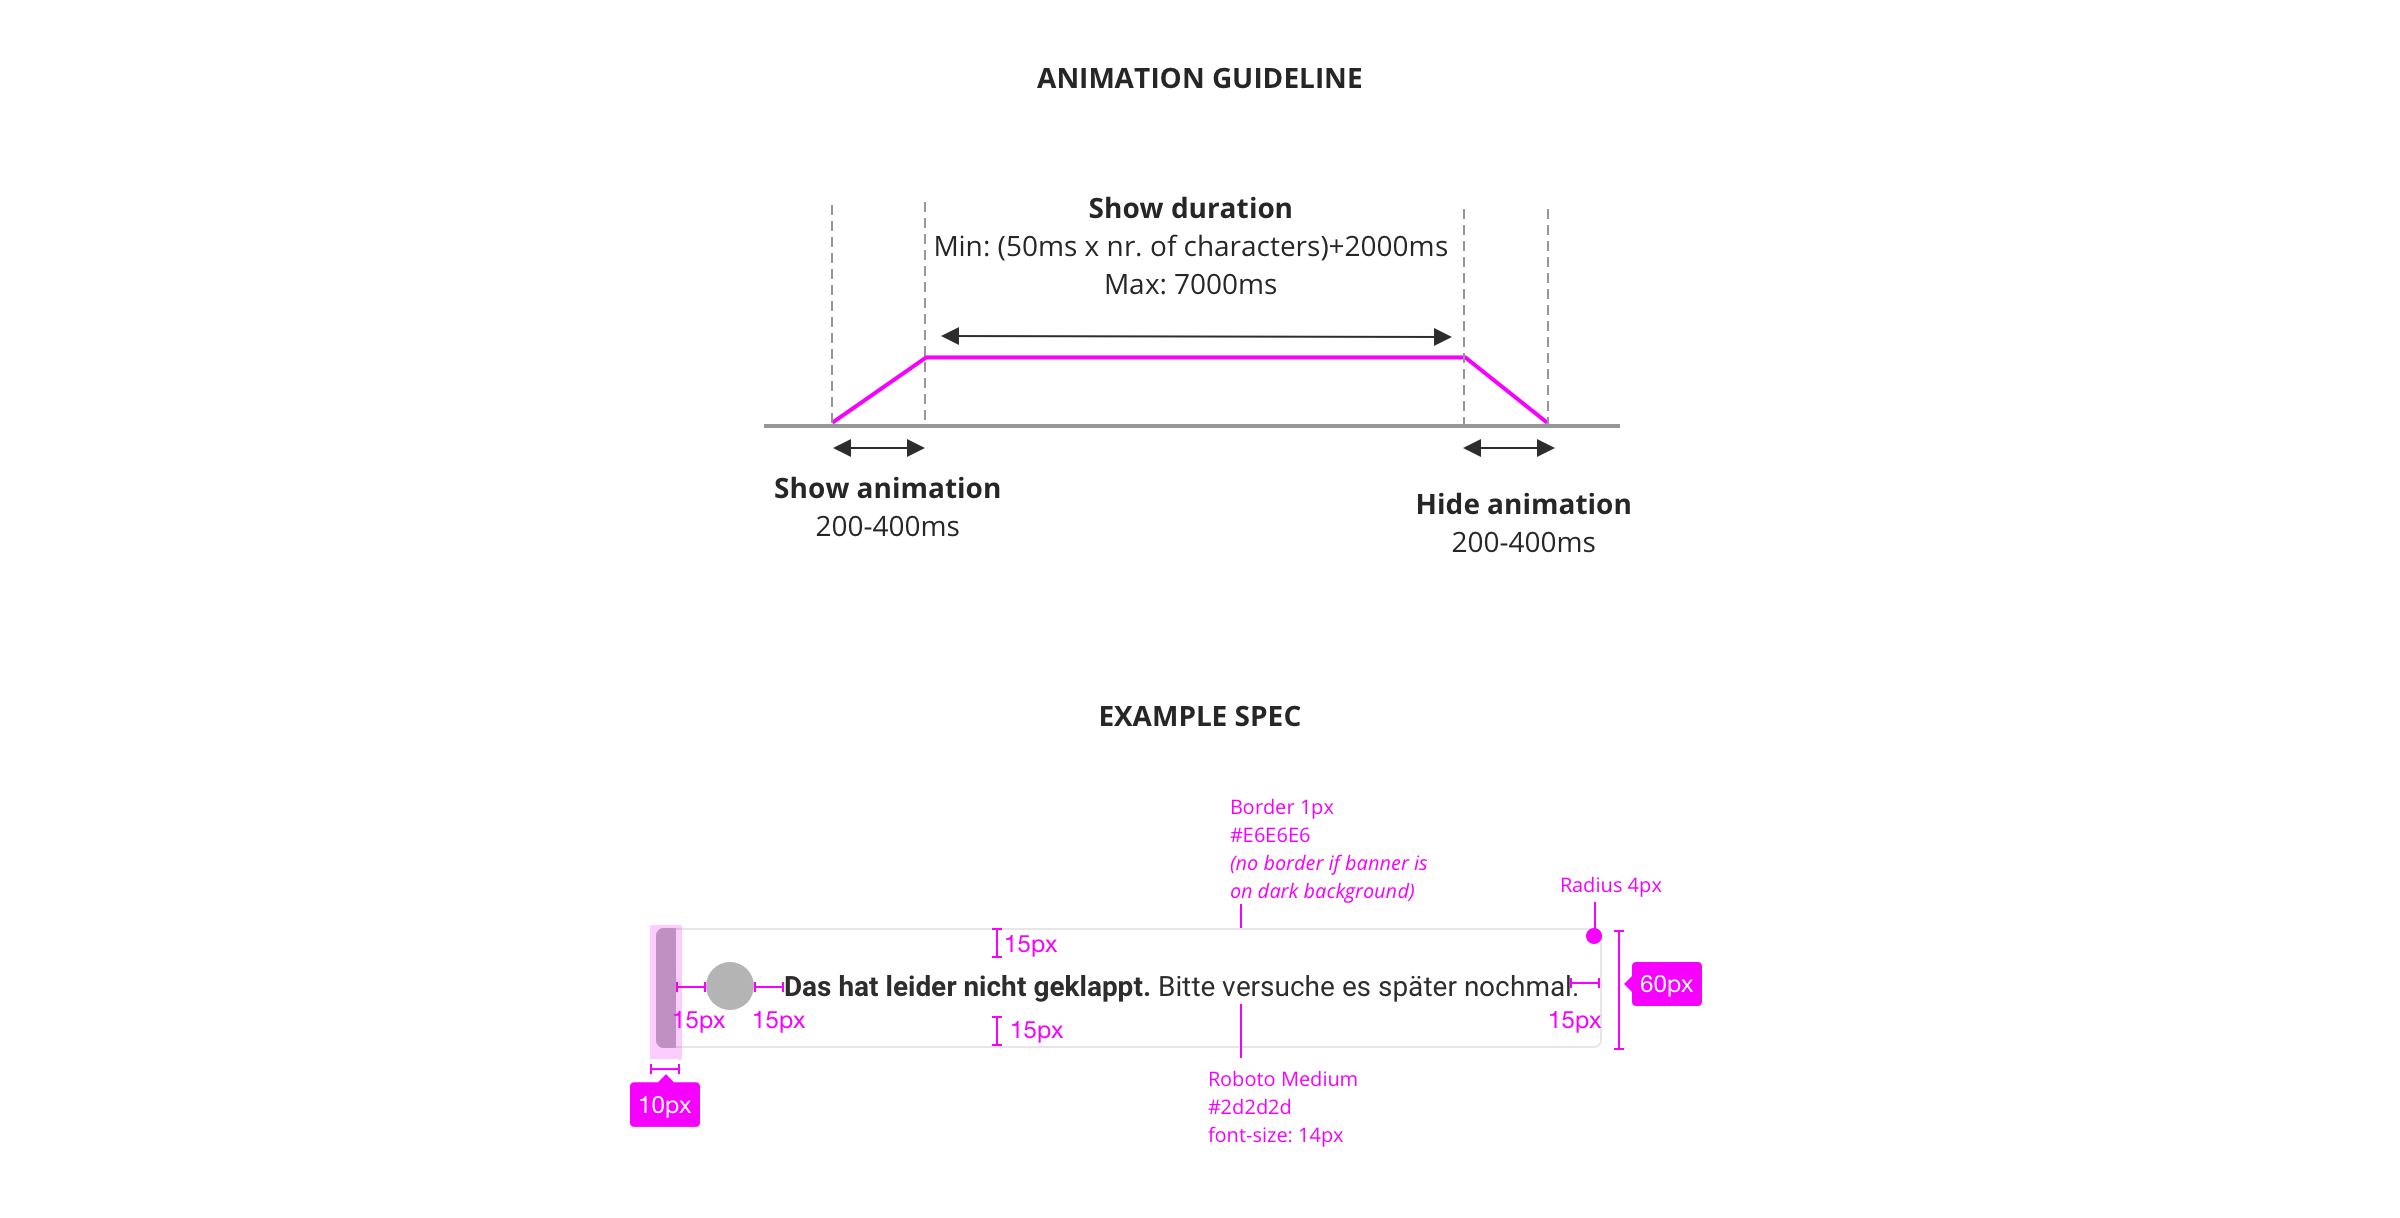 ANIMATION GUIDELINE
Show duration
Min: (50ms x nr. of characters)+2000ms
Max: 7000ms
Show animation
200-400ms
Hide animation
200-400ms
EXAMPLE SPEC
Border 1px
#E6E6E6
(no border if banner is
on dark background)
Radius 4px
15px
Das hat leider nicht geklappt. Bitte versuche es später nochmal.
60px
15px
15px
15px
15px
10px
Roboto Medium
#2d2d2d
font-size: 14px